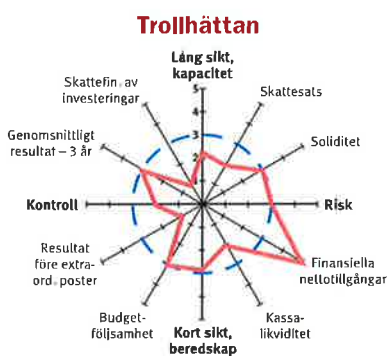 Trollhättan
Lång sikt,
kapacitet
Skattefin. av
investeringar
Skattesats
Genomsnittligt
resultat – 3 år
Soliditet
5
4
3
2
Kontroll
Risk
Resultat
före extra-
ord. poster
Finansiella
nettotillgångar
Budget-
följsamhet
Kort sikt,
beredskap
Kassa-
likviditet